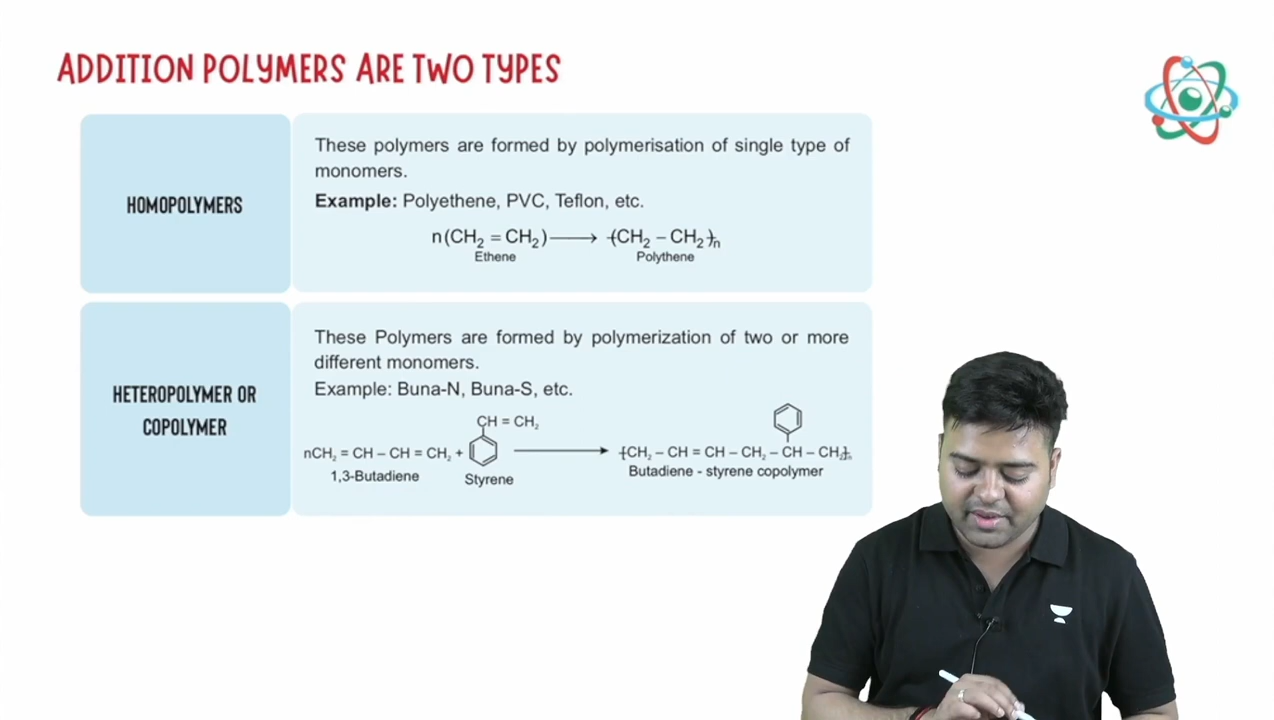 ADDITION POLYMERS ARE TWO TYPES
HOMOPOLYMERS
These polymers are formed by polymerisation of single type of
monomers.
Example: Polyethene, PVC, Teflon, etc.
n(CH₂ = CH₂) ⟶ -(CH₂ – CH₂)-ₙ
Ethene Polythene
HETEROPOLYMER OR
COPOLYMER
These Polymers are formed by polymerization of two or more
different monomers.
Example: Buna-N, Buna-S, etc.
CH = CH₂
nCH₂ = CH – CH = CH₂ + ⟶ -[CH₂ – CH = CH – CH₂ – CH – CH₂]-ₙ
1,3-Butadiene Styrene Butadiene - styrene copolymer